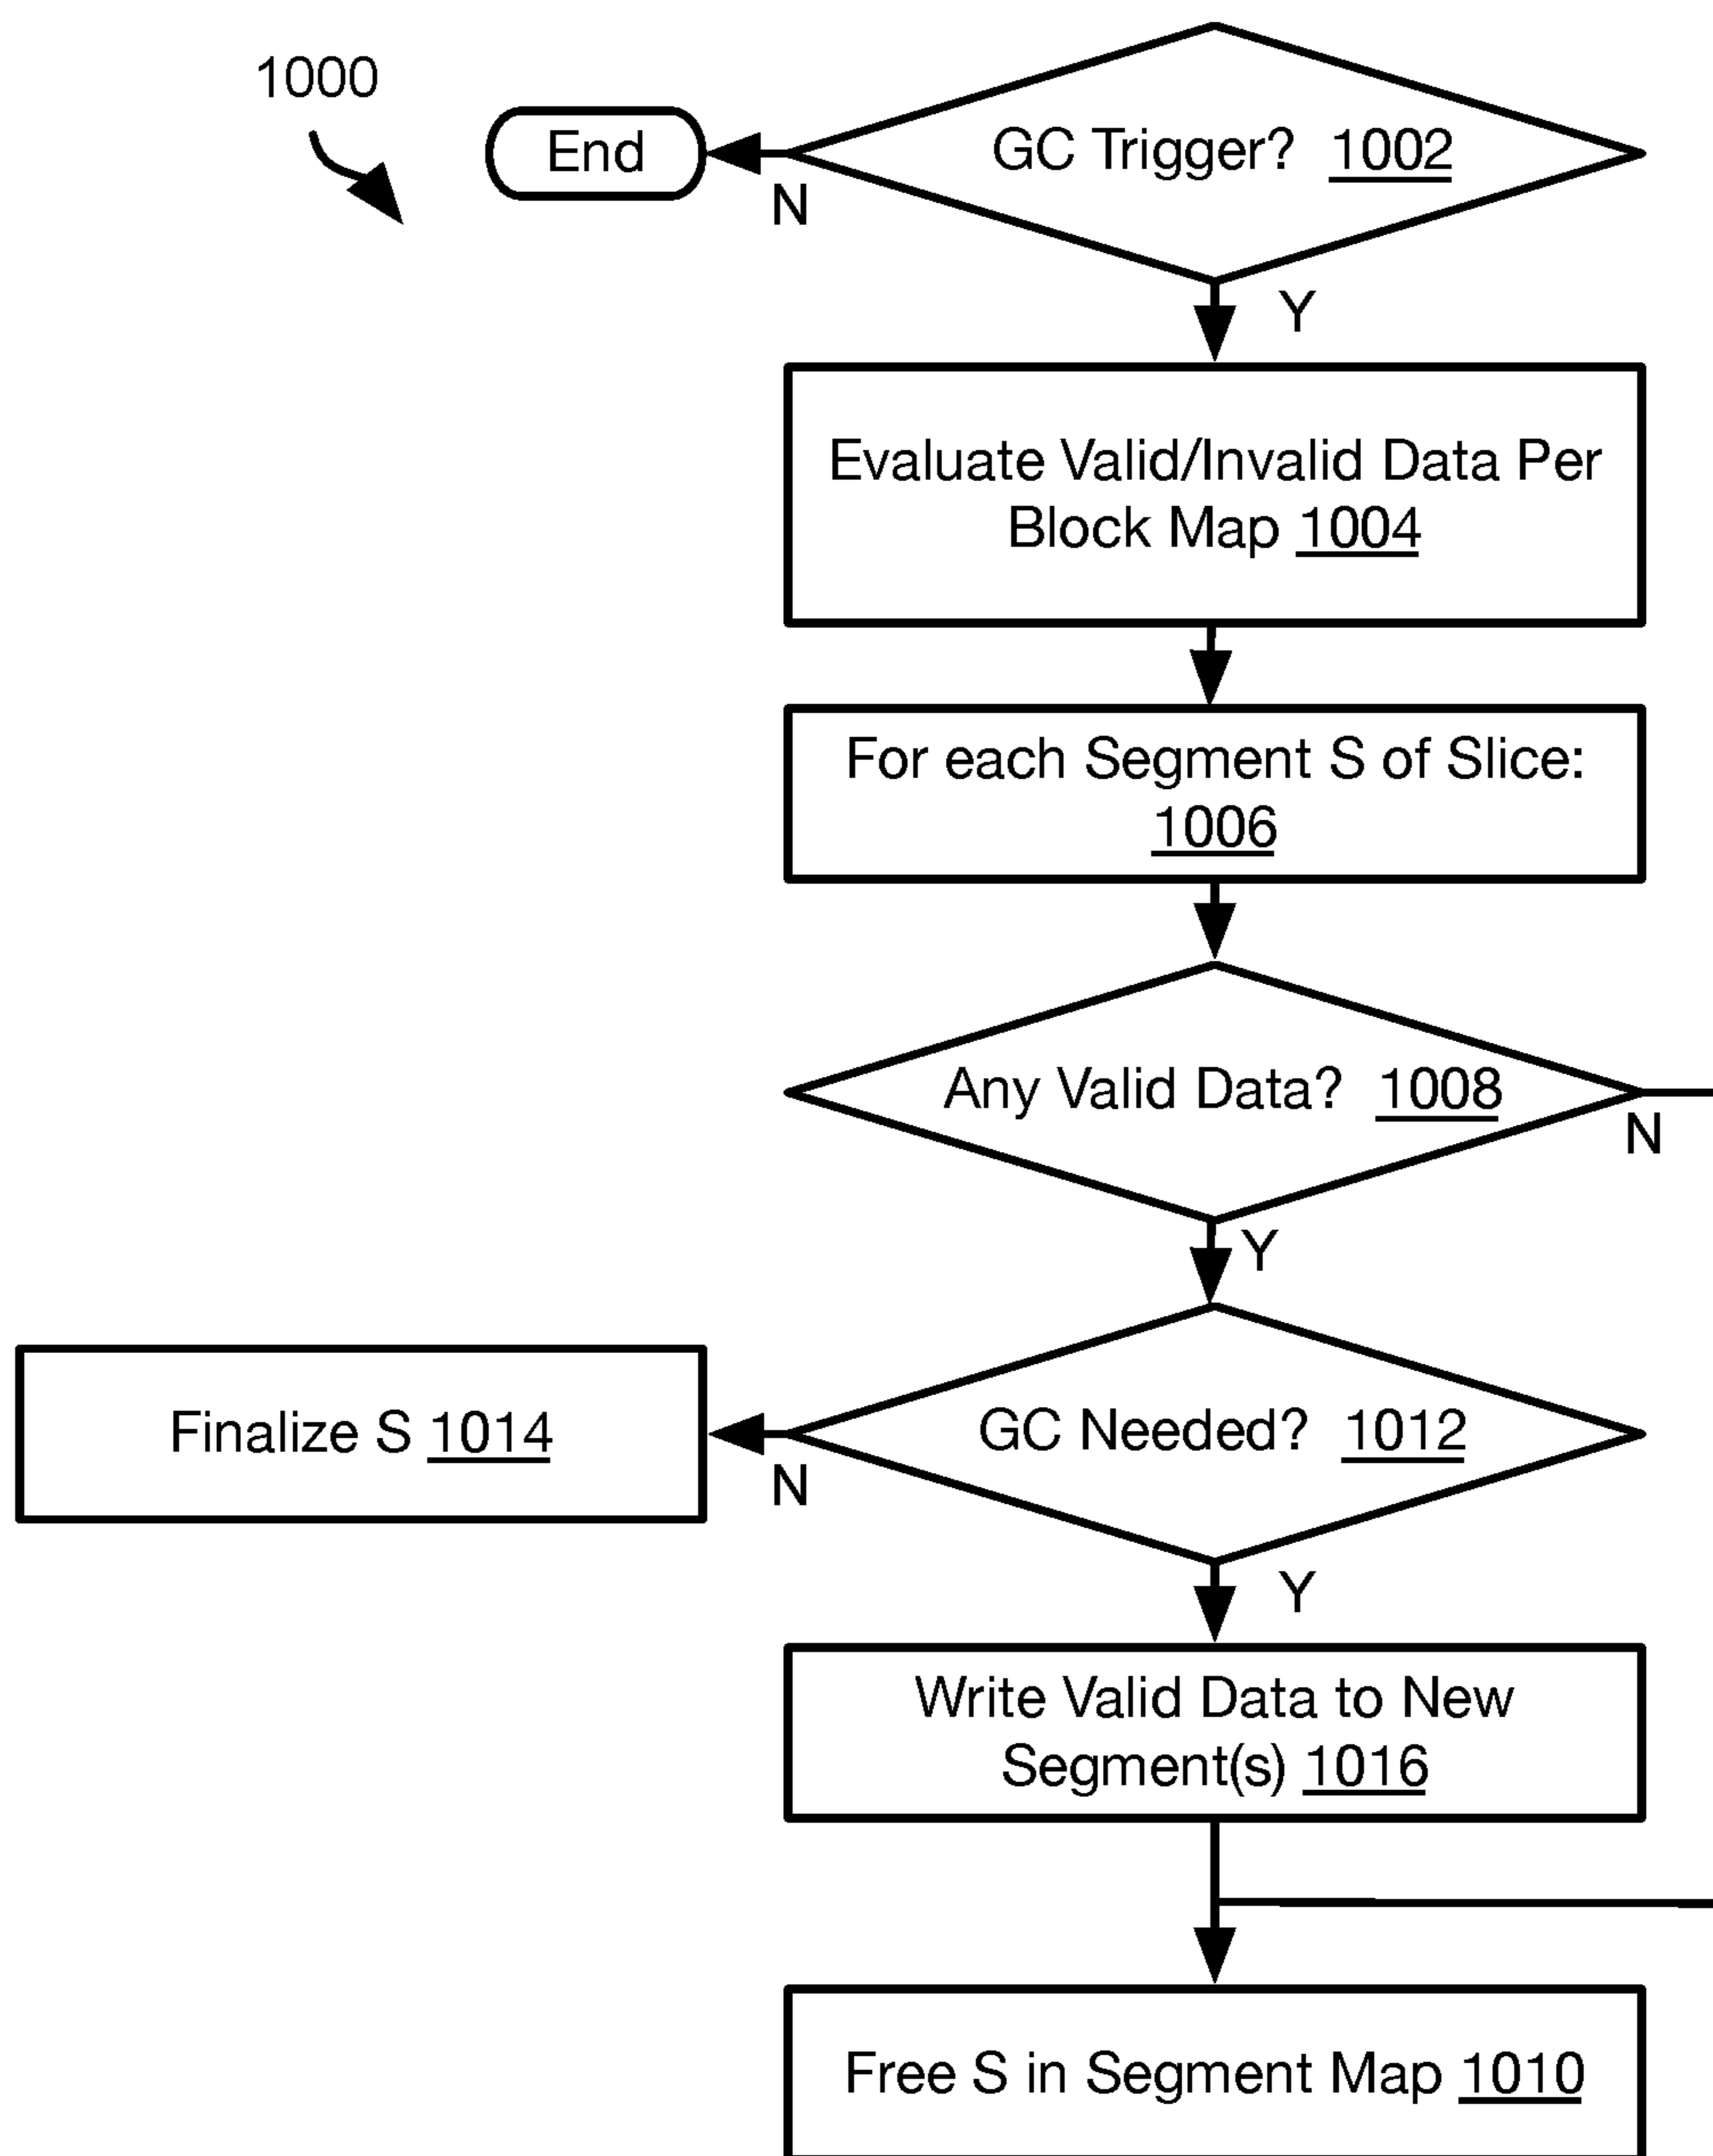 1000
End
GC Trigger? 1002
N
Y
Evaluate Valid/Invalid Data Per
Block Map 1004
For each Segment S of Slice:
1006
Any Valid Data? 1008
N
Y
Finalize S 1014
GC Needed? 1012
N
Y
Write Valid Data to New
Segment(s) 1016
Free S in Segment Map 1010